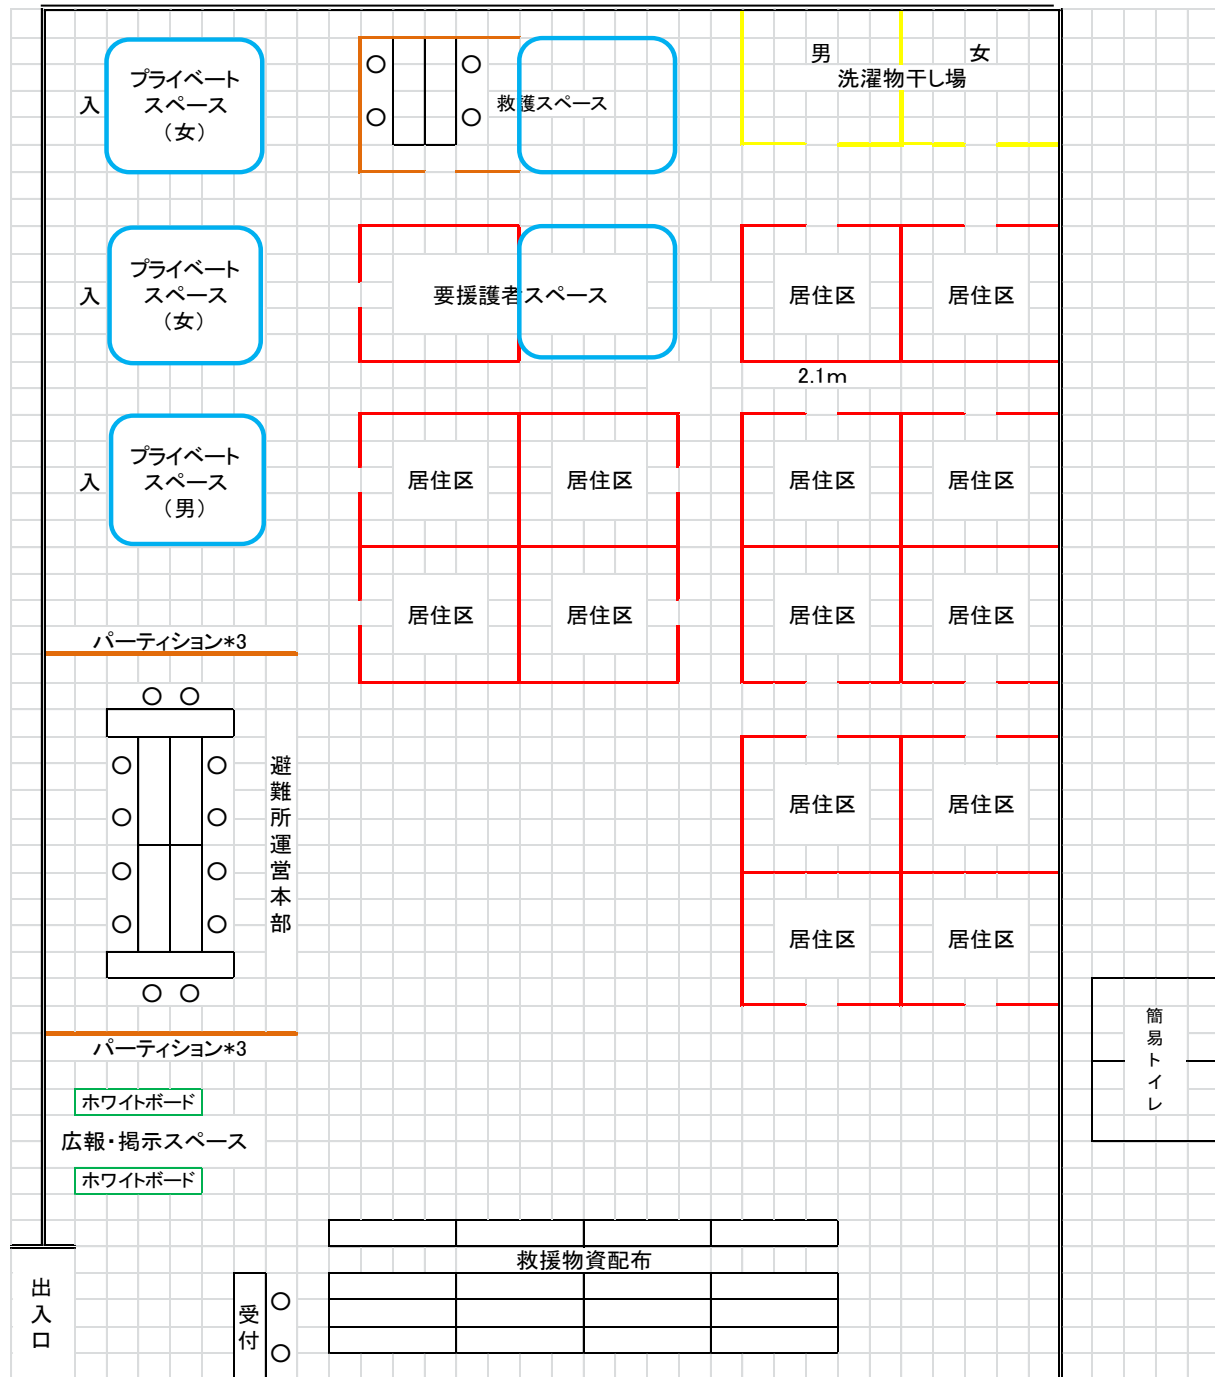 男 女
洗濯物干し場
プライベート
スペース
（女）
入
救護スペース
プライベート
スペース
（女）
入
要援護者スペース
居住区
居住区
2.1m
プライベート
スペース
（男）
入
居住区
居住区
居住区
居住区
居住区
居住区
居住区
居住区
パーティション*3
避難所運営本部
居住区
居住区
居住区
居住区
パーティション*3
簡易トイレ
ホワイトボード
広報・掲示スペース
ホワイトボード
救援物資配布
出入口
受付